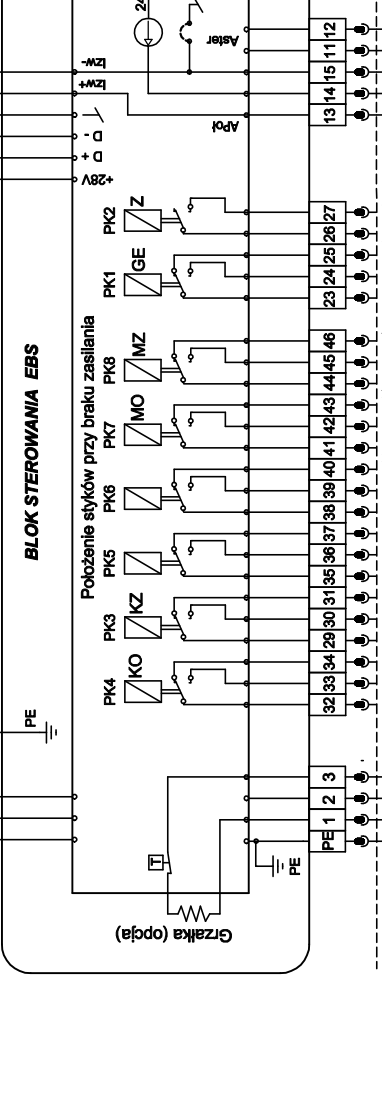 BLOK STEROWANIA EBS
Położenie styków przy braku zasilania
PE
Grzałka (opcja)
T
PE
PK4
KO
PK3
KZ
PK5
PK6
PK7
MO
PK8
MZ
PK1
GE
PK2
Z
+28V
D +
D -
Izw+
Izw-
APoł
Aster
24
PE
1
2
3
32
33
34
29
30
31
35
36
37
38
39
40
41
42
43
44
45
46
23
24
25
26
27
13
14
15
11
12